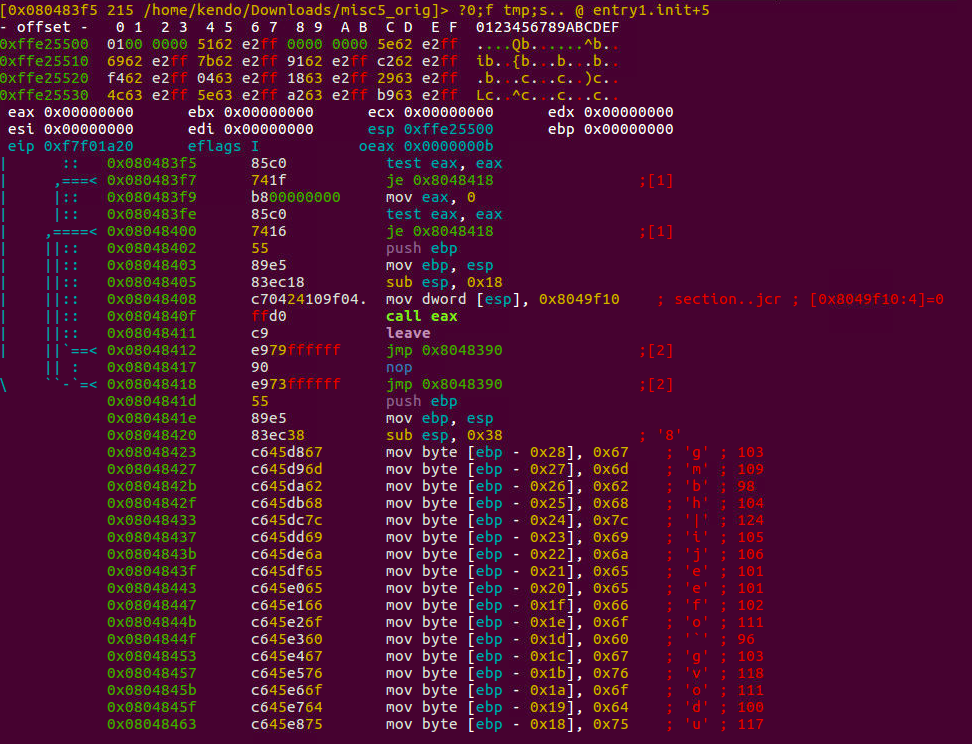 [0x080483f5 215 /home/kendo/Downloads/misc5_orig]> ?0;f tmp;s.. @ entry1.init+5
- offset -   0 1  2 3  4 5  6 7  8 9  A B  C D  E F  0123456789ABCDEF
0xffe25500  0100 0000 5162 e2ff 0000 0000 5e62 e2ff  ....Qb......^b..
0xffe25510  6962 e2ff 7b62 e2ff 9162 e2ff c262 e2ff  ib..{b...b...b..
0xffe25520  f462 e2ff 0463 e2ff 1863 e2ff 2963 e2ff  .b...c...c..)c..
0xffe25530  4c63 e2ff 5e63 e2ff a263 e2ff b963 e2ff  Lc..^c...c...c..
 eax 0x00000000      ebx 0x00000000      ecx 0x00000000      edx 0x00000000
 esi 0x00000000      edi 0x00000000      esp 0xffe25500      ebp 0x00000000
 eip 0xf7f01a20      eflags I           oeax 0x0000000b
|      ::   0x080483f5      85c0           test eax, eax
|     ,===< 0x080483f7      741f           je 0x8048418                ;[1]
|     |::   0x080483f9      b800000000     mov eax, 0
|     |::   0x080483fe      85c0           test eax, eax
|    ,====< 0x08048400      7416           je 0x8048418                ;[1]
|    ||::   0x08048402      55             push ebp
|    ||::   0x08048403      89e5           mov ebp, esp
|    ||::   0x08048405      83ec18         sub esp, 0x18
|    ||::   0x08048408      c70424109f04.  mov dword [esp], 0x8049f10    ; section..jcr ; [0x8049f10:4]=0
|    ||::   0x0804840f      ffd0           call eax
|    ||::   0x08048411      c9             leave
|    ||`==< 0x08048412      e979ffffff     jmp 0x8048390               ;[2]
     || :   0x08048417      90             nop
\    ``-`=< 0x08048418      e973ffffff     jmp 0x8048390               ;[2]
            0x0804841d      55             push ebp
            0x0804841e      89e5           mov ebp, esp
            0x08048420      83ec38         sub esp, 0x38               ; '8'
            0x08048423      c645d867       mov byte [ebp - 0x28], 0x67    ; 'g' ; 103
            0x08048427      c645d96d       mov byte [ebp - 0x27], 0x6d    ; 'm' ; 109
            0x0804842b      c645da62       mov byte [ebp - 0x26], 0x62    ; 'b' ; 98
            0x0804842f      c645db68       mov byte [ebp - 0x25], 0x68    ; 'h' ; 104
            0x08048433      c645dc7c       mov byte [ebp - 0x24], 0x7c    ; '|' ; 124
            0x08048437      c645dd69       mov byte [ebp - 0x23], 0x69    ; 'i' ; 105
            0x0804843b      c645de6a       mov byte [ebp - 0x22], 0x6a    ; 'j' ; 106
            0x0804843f      c645df65       mov byte [ebp - 0x21], 0x65    ; 'e' ; 101
            0x08048443      c645e065       mov byte [ebp - 0x20], 0x65    ; 'e' ; 101
            0x08048447      c645e166       mov byte [ebp - 0x1f], 0x66    ; 'f' ; 102
            0x0804844b      c645e26f       mov byte [ebp - 0x1e], 0x6f    ; 'o' ; 111
            0x0804844f      c645e360       mov byte [ebp - 0x1d], 0x60    ; '`' ; 96
            0x08048453      c645e467       mov byte [ebp - 0x1c], 0x67    ; 'g' ; 103
            0x08048457      c645e576       mov byte [ebp - 0x1b], 0x76    ; 'v' ; 118
            0x0804845b      c645e66f       mov byte [ebp - 0x1a], 0x6f    ; 'o' ; 111
            0x0804845f      c645e764       mov byte [ebp - 0x19], 0x64    ; 'd' ; 100
            0x08048463      c645e875       mov byte [ebp - 0x18], 0x75    ; 'u' ; 117